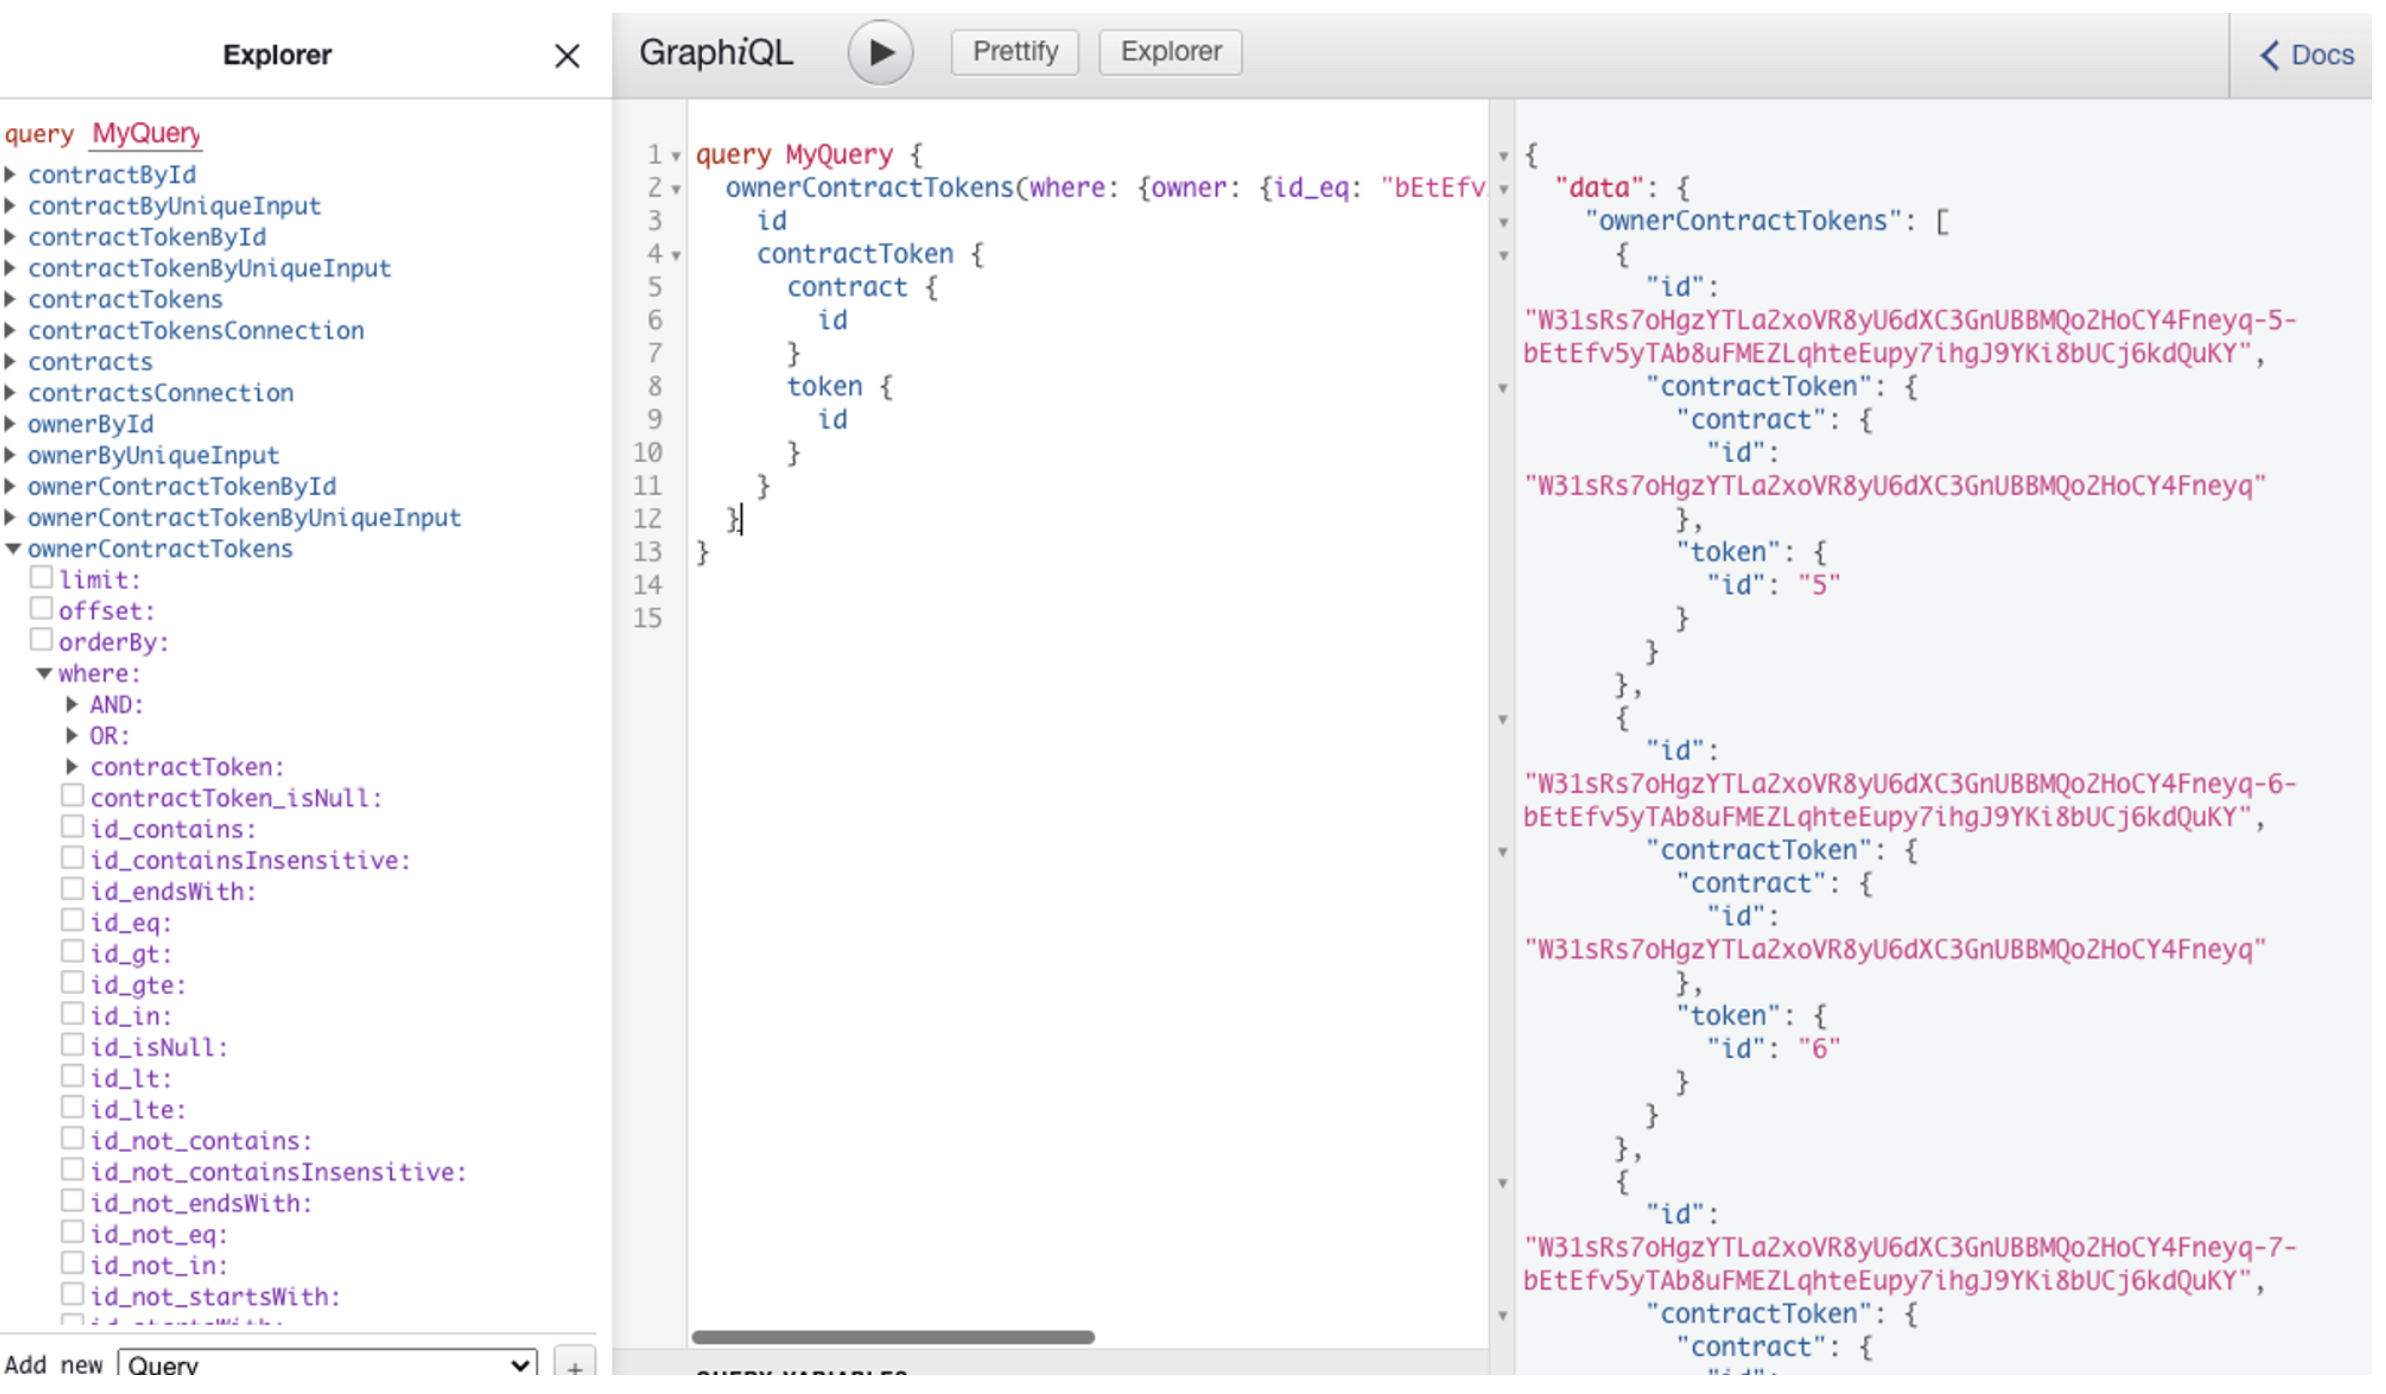 Explorer
GraphiQL
Prettify
Explorer
Docs
query MyQuery
contractById
contractByUniqueInput
contractTokenById
contractTokenByUniqueInput
contractTokens
contractTokensConnection
contracts
contractsConnection
ownerById
ownerByUniqueInput
ownerContractTokenById
ownerContractTokenByUniqueInput
ownerContractTokens
limit:
offset:
orderBy:
where:
AND:
OR:
contractToken:
contractToken_isNull:
id_contains:
id_containsInsensitive:
id_endsWith:
id_eq:
id_gt:
id_gte:
id_in:
id_isNull:
id_lt:
id_lte:
id_not_contains:
id_not_containsInsensitive:
id_not_endsWith:
id_not_eq:
id_not_in:
id_not_startsWith:
id_startsWith:
Add new Query +
1 query MyQuery {
2 ownerContractTokens(where: {owner: {id_eq: "bEtEfv
3 id
4 contractToken {
5 contract {
6 id
7 }
8 token {
9 id
10 }
11 }
12 }
13 }
14
15
QUERY VARIABLES
{
"data": {
"ownerContractTokens": [
{
"id":
"W31sRs7oHgzYTLa2xoVR8yU6dXC3GnUBBMQo2HoCY4Fneyq-5-
bEtEfv5yTAb8uFMEZLqhteEupy7ihgJ9YKi8bUCj6kdQuKY",
"contractToken": {
"contract": {
"id":
"W31sRs7oHgzYTLa2xoVR8yU6dXC3GnUBBMQo2HoCY4Fneyq"
},
"token": {
"id": "5"
}
}
},
{
"id":
"W31sRs7oHgzYTLa2xoVR8yU6dXC3GnUBBMQo2HoCY4Fneyq-6-
bEtEfv5yTAb8uFMEZLqhteEupy7ihgJ9YKi8bUCj6kdQuKY",
"contractToken": {
"contract": {
"id":
"W31sRs7oHgzYTLa2xoVR8yU6dXC3GnUBBMQo2HoCY4Fneyq"
},
"token": {
"id": "6"
}
}
},
{
"id":
"W31sRs7oHgzYTLa2xoVR8yU6dXC3GnUBBMQo2HoCY4Fneyq-7-
bEtEfv5yTAb8uFMEZLqhteEupy7ihgJ9YKi8bUCj6kdQuKY",
"contractToken": {
"contract": {
"id":